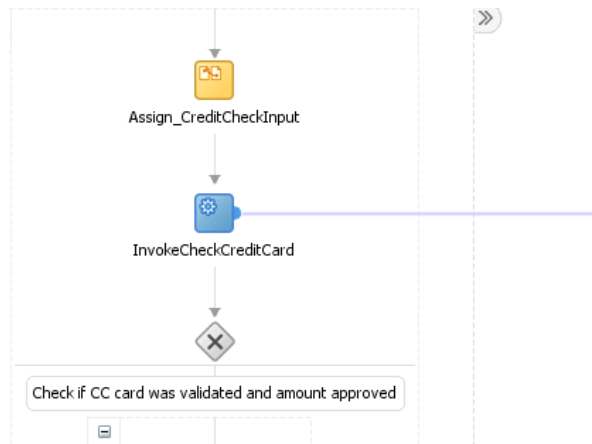 Assign_CreditCheckInput
InvokeCheckCreditCard
Check if CC card was validated and amount approved